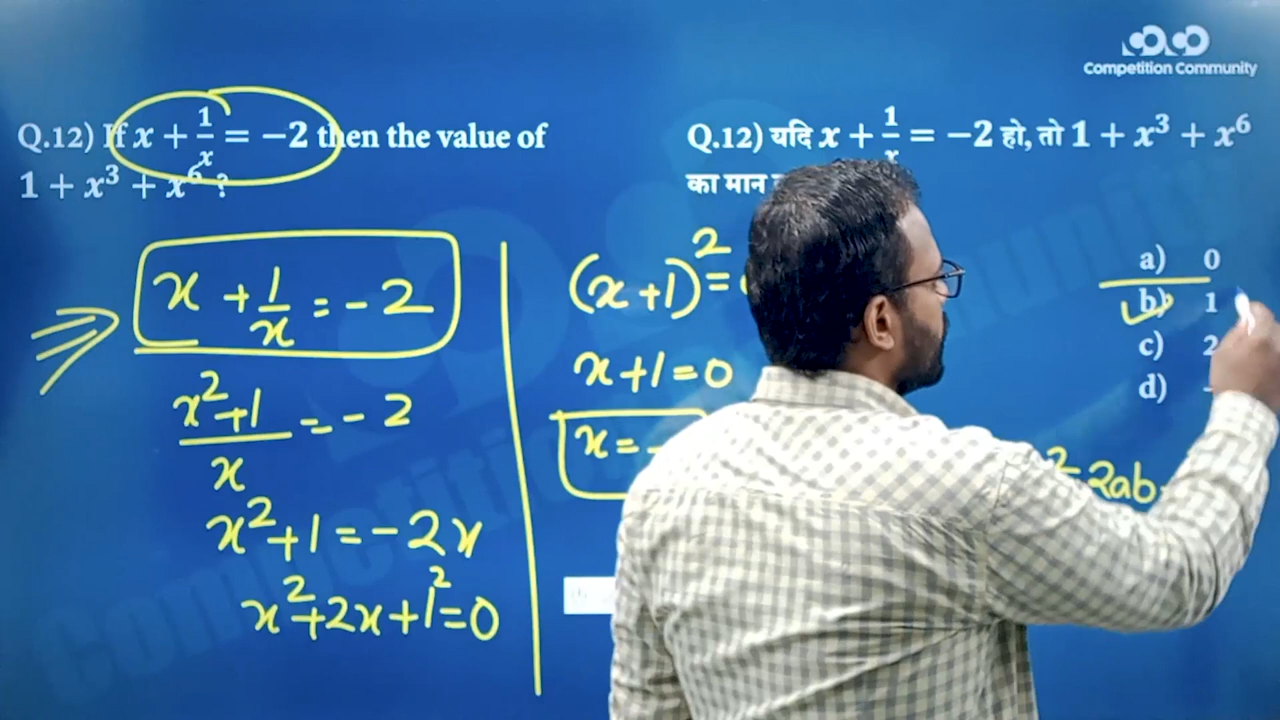 Competition Community
Q.12) If x + 1/x = −2 then the value of
1 + x³ + x⁶ ?
Q.12) यदि x + 1/x = −2 हो, तो 1 + x³ + x⁶
का मान
x + 1/x = -2
x²+1/x = -2
x²+1 = -2x
x²+2x+1²=0
(x+1)²=
x+1=0
x=-
a) 0
b) 1
c) 2
d)
2ab